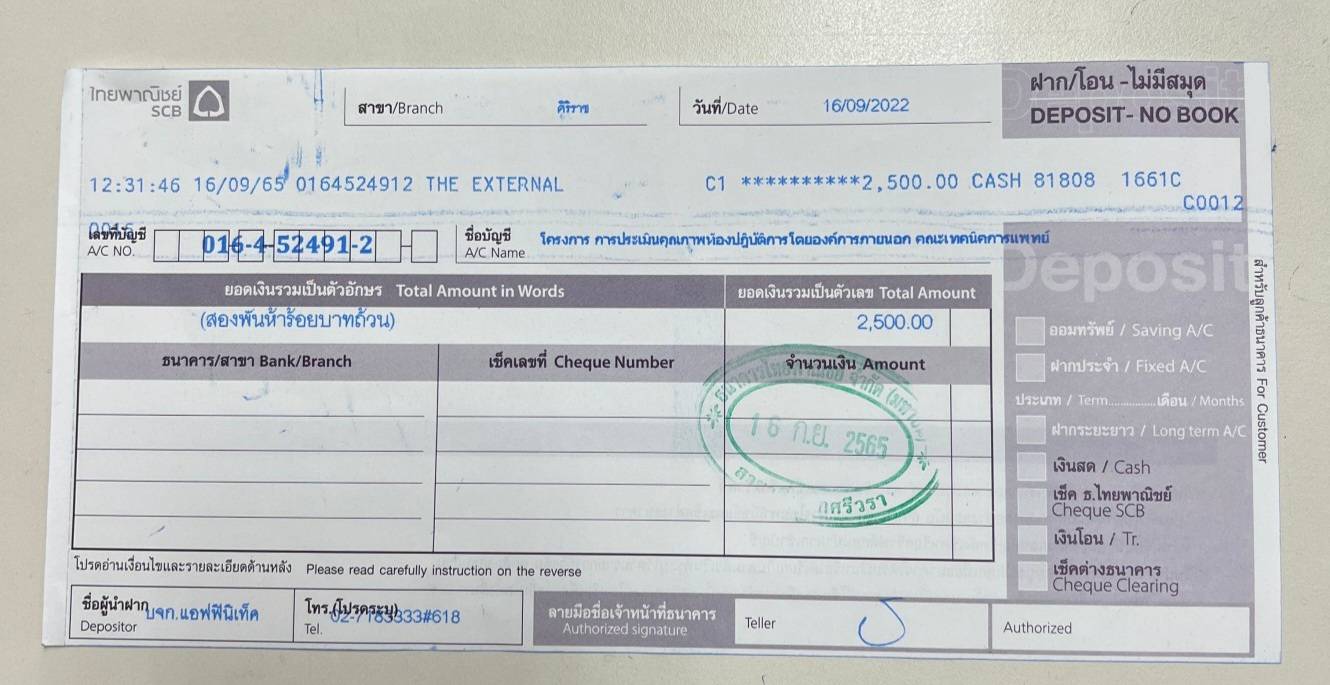 ไทยพาณิชย์
SCB
สาขา/Branch ศิริราช
วันที่/Date 16/09/2022
ฝาก/โอน -ไม่มีสมุด
DEPOSIT- NO BOOK
12:31:46 16/09/65 0164524912 THE EXTERNAL C1 **********2,500.00 CASH 81808 1661C
C0012
เลขที่บัญชี
A/C NO. 016-4-52491-2
ชื่อบัญชี
A/C Name โครงการ การประเมินคุณภาพห้องปฏิบัติการโดยองค์การภายนอก คณะเทคนิคการแพทย์
ยอดเงินรวมเป็นตัวอักษร Total Amount in Words ยอดเงินรวมเป็นตัวเลข Total Amount
(สองพันห้าร้อยบาทถ้วน) 2,500.00
ธนาคาร/สาขา Bank/Branch เช็คเลขที่ Cheque Number จำนวนเงิน Amount
ธนาคารไทยพาณิชย์ จำกัด
16 ก.ย. 2565
Deposit
ออมทรัพย์ / Saving A/C
ฝากประจำ / Fixed A/C
ประเภท / Term..............เดือน / Months
ฝากระยะยาว / Long term A/C
เงินสด / Cash
เช็ค ธ.ไทยพาณิชย์
Cheque SCB
เงินโอน / Tr.
เช็คต่างธนาคาร
Cheque Clearing
สำหรับลูกค้าธนาคาร For Customer
โปรดอ่านเงื่อนไขและรายละเอียดด้านหลัง Please read carefully instruction on the reverse
ชื่อผู้นำฝาก บจก.แอฟฟินิเท็ค
Depositor
โทร.(โปรดระบุ) 02-7183333#618
Tel.
ลายมือชื่อเจ้าหน้าที่ธนาคาร
Authorized signature
Teller
Authorized